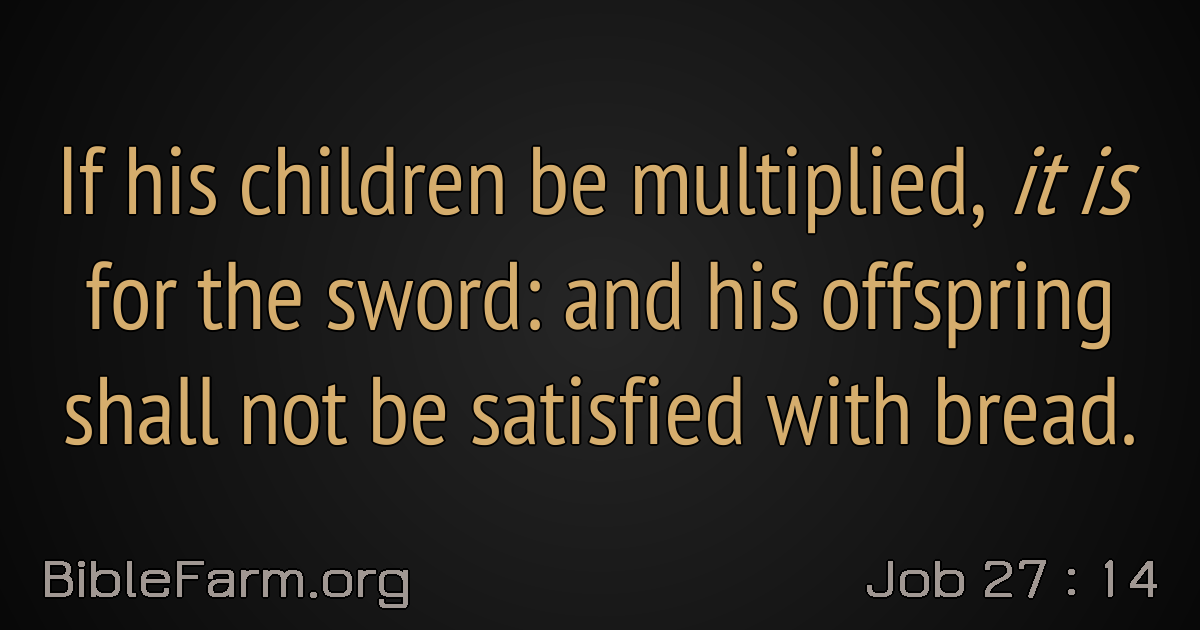 If his children be multiplied, it is
for the sword: and his offspring
shall not be satisfied with bread.
BibleFarm.org
Job 27 : 14